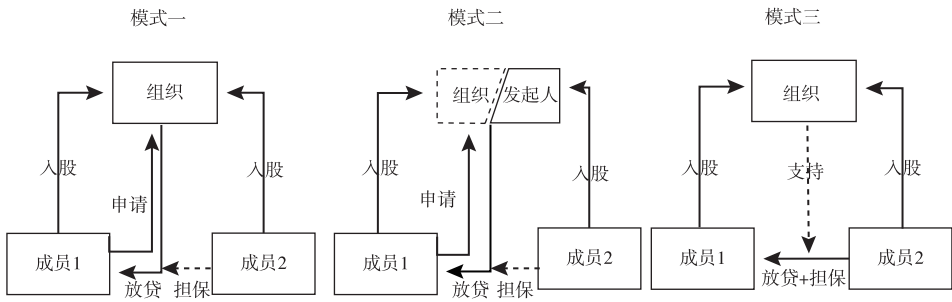 模式一
组织
入股
入股
申请
成员1
成员2
放贷
担保
模式二
组织
发起人
入股
入股
申请
成员1
成员2
放贷
担保
模式三
组织
入股
支持
入股
成员1
成员2
放贷+担保